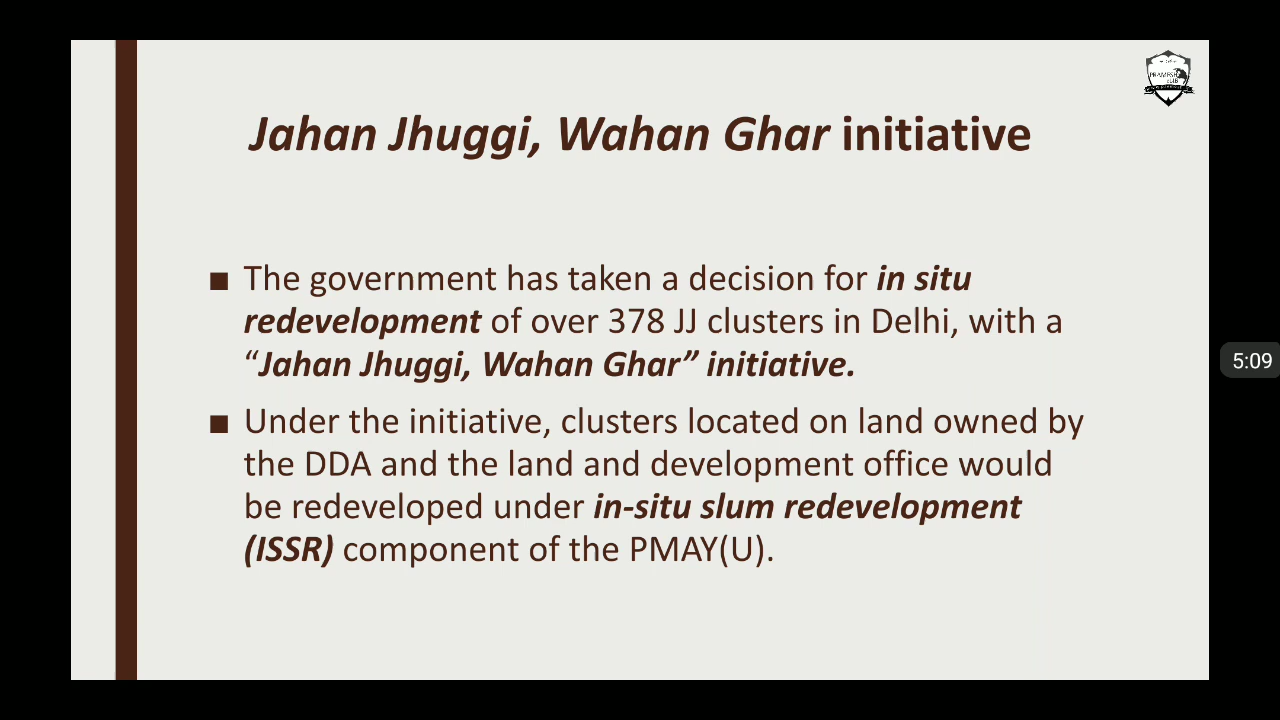 Jahan Jhuggi, Wahan Ghar initiative
■ The government has taken a decision for in situ
redevelopment of over 378 JJ clusters in Delhi, with a
“Jahan Jhuggi, Wahan Ghar” initiative.
■ Under the initiative, clusters located on land owned by
the DDA and the land and development office would
be redeveloped under in-situ slum redevelopment
(ISSR) component of the PMAY(U).
5:09